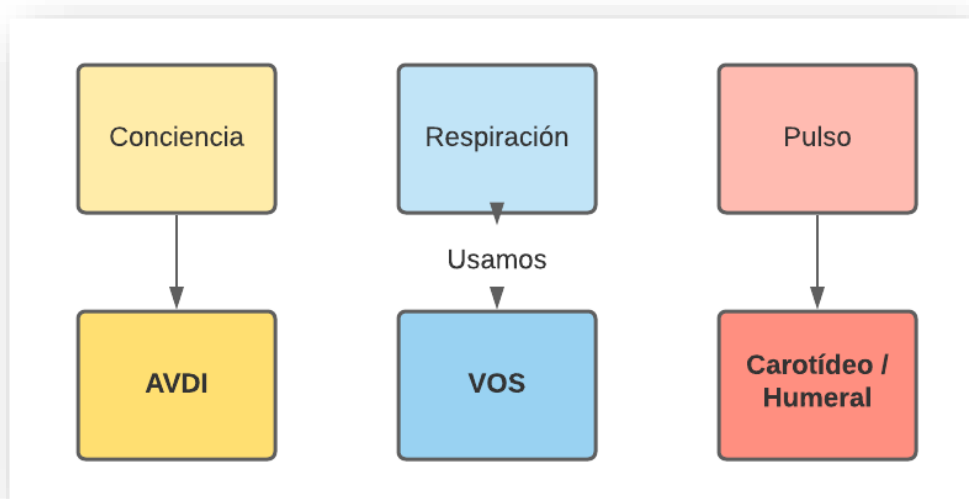 Conciencia
Respiración
Pulso
Usamos
AVDI
VOS
Carotídeo /
Humeral